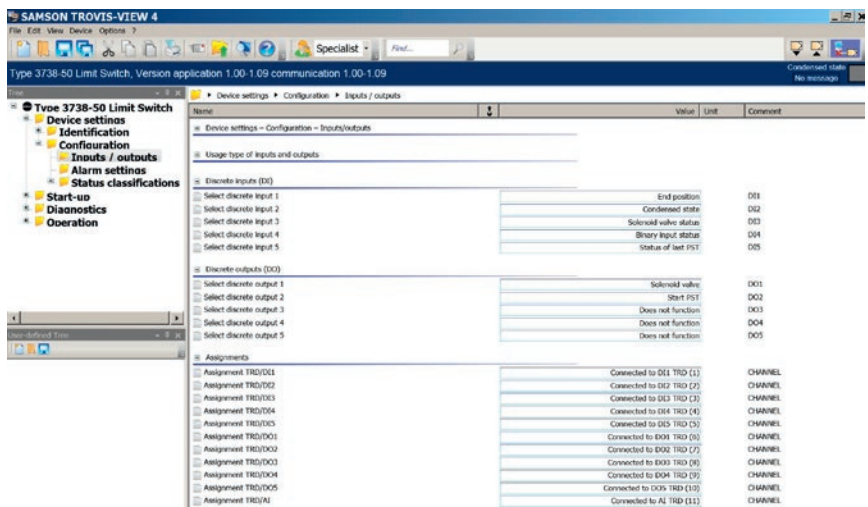 SAMSON TROVIS-VIEW 4
File Edit View Device Options ?
Specialist
Find...
Type 3738-50 Limit Switch, Version application 1.00-1.09 communication 1.00-1.09
Condensed state
No message
Tree
Type 3738-50 Limit Switch
Device settings
Identification
Configuration
Inputs / outputs
Alarm settings
Status classifications
Start-up
Diagnostics
Operation
User-defined Tree
Device settings Configuration Inputs / outputs
Name Value Unit Comment
Device settings - Configuration - Inputs/outputs
Usage type of inputs and outputs
Discrete inputs (DI)
Select discrete input 1 End position DI1
Select discrete input 2 Condensed state DI2
Select discrete input 3 Solenoid valve status DI3
Select discrete input 4 Binary input status DI4
Select discrete input 5 Status of last PST DI5
Discrete outputs (DO)
Select discrete output 1 Solenoid valve DO1
Select discrete output 2 Start PST DO2
Select discrete output 3 Does not function DO3
Select discrete output 4 Does not function DO4
Select discrete output 5 Does not function DO5
Assignments
Assignment TRD/DI1 Connected to DI1 TRD (1) CHANNEL
Assignment TRD/DI2 Connected to DI2 TRD (2) CHANNEL
Assignment TRD/DI3 Connected to DI3 TRD (3) CHANNEL
Assignment TRD/DI4 Connected to DI4 TRD (4) CHANNEL
Assignment TRD/DI5 Connected to DI5 TRD (5) CHANNEL
Assignment TRD/DO1 Connected to DO1 TRD (6) CHANNEL
Assignment TRD/DO2 Connected to DO2 TRD (7) CHANNEL
Assignment TRD/DO3 Connected to DO3 TRD (8) CHANNEL
Assignment TRD/DO4 Connected to DO4 TRD (9) CHANNEL
Assignment TRD/DO5 Connected to DO5 TRD (10) CHANNEL
Assignment TRD/AI Connected to AI TRD (11) CHANNEL